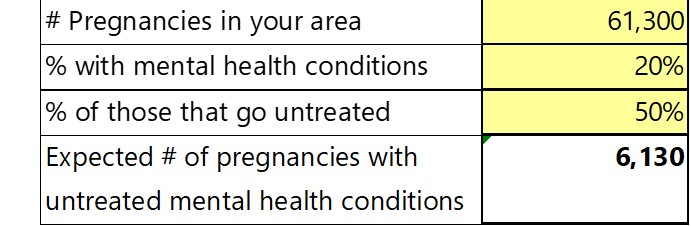 # Pregnancies in your area 61,300
% with mental health conditions 20%
% of those that go untreated 50%
Expected # of pregnancies with 6,130
untreated mental health conditions